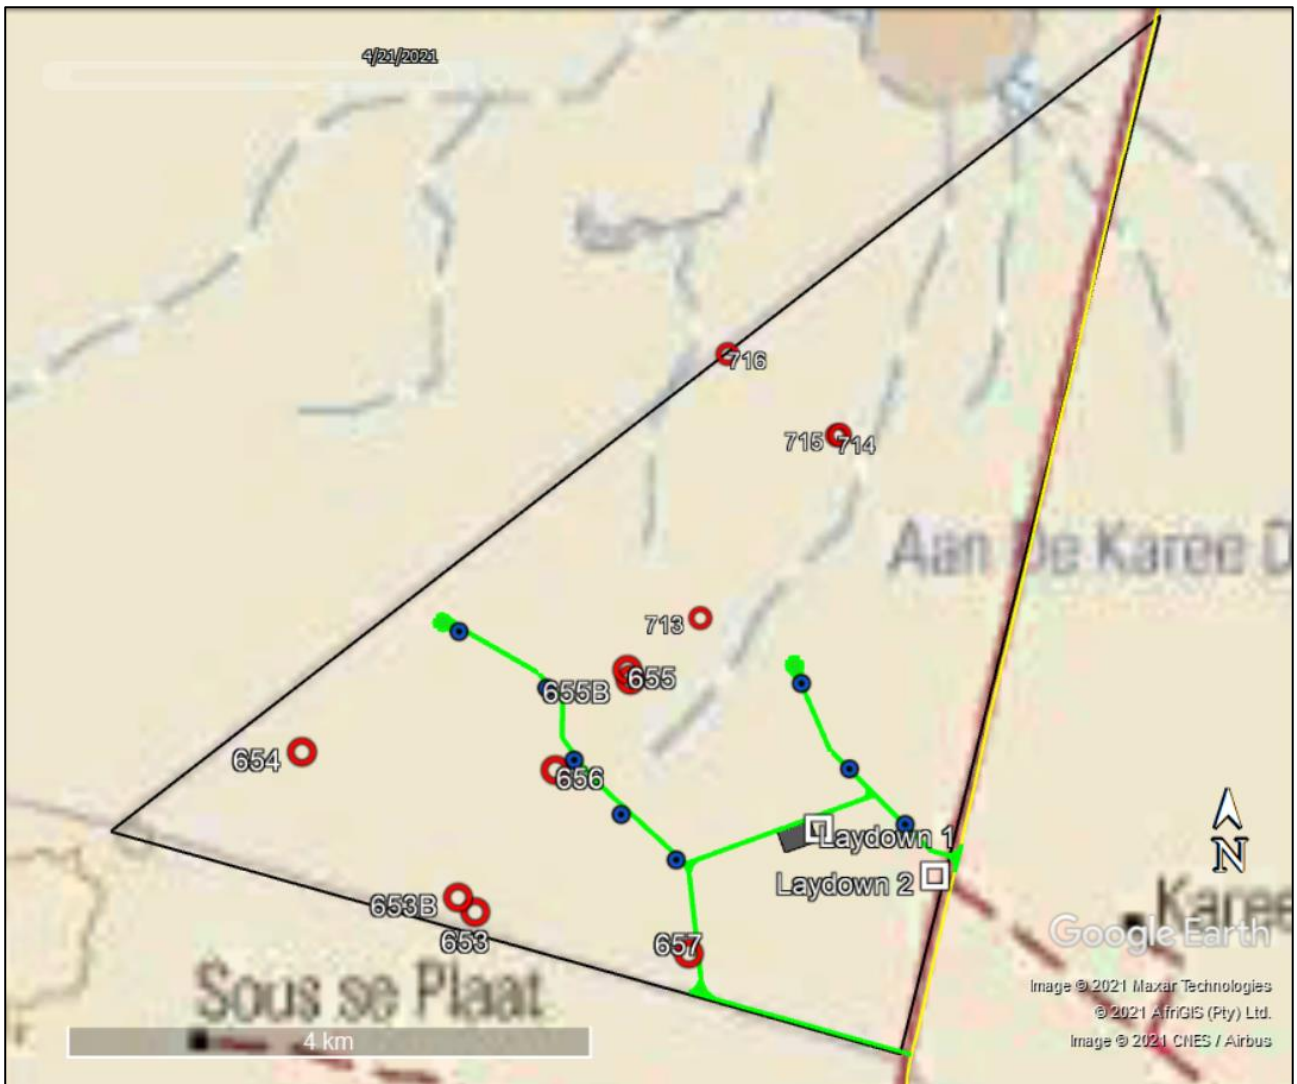 4/21/2021
716
715
714
Aan De Karee D
713
655
655B
654
656
Laydown 1
Laydown 2
653B
653
657
Karee
Google Earth
Sous se Plaat
Image © 2021 Maxar Technologies
© 2021 AfriGIS (Pty) Ltd.
Image © 2021 CNES / Airbus
4 km
N